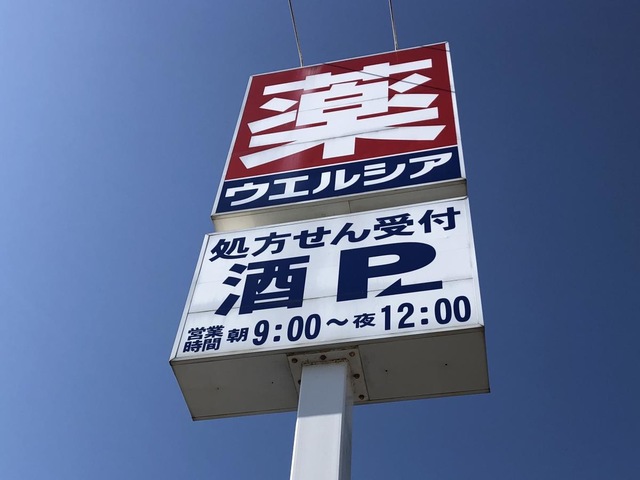 薬
ウエルシア
処方せん受付
酒 P
営業時間 朝9:00～夜12:00